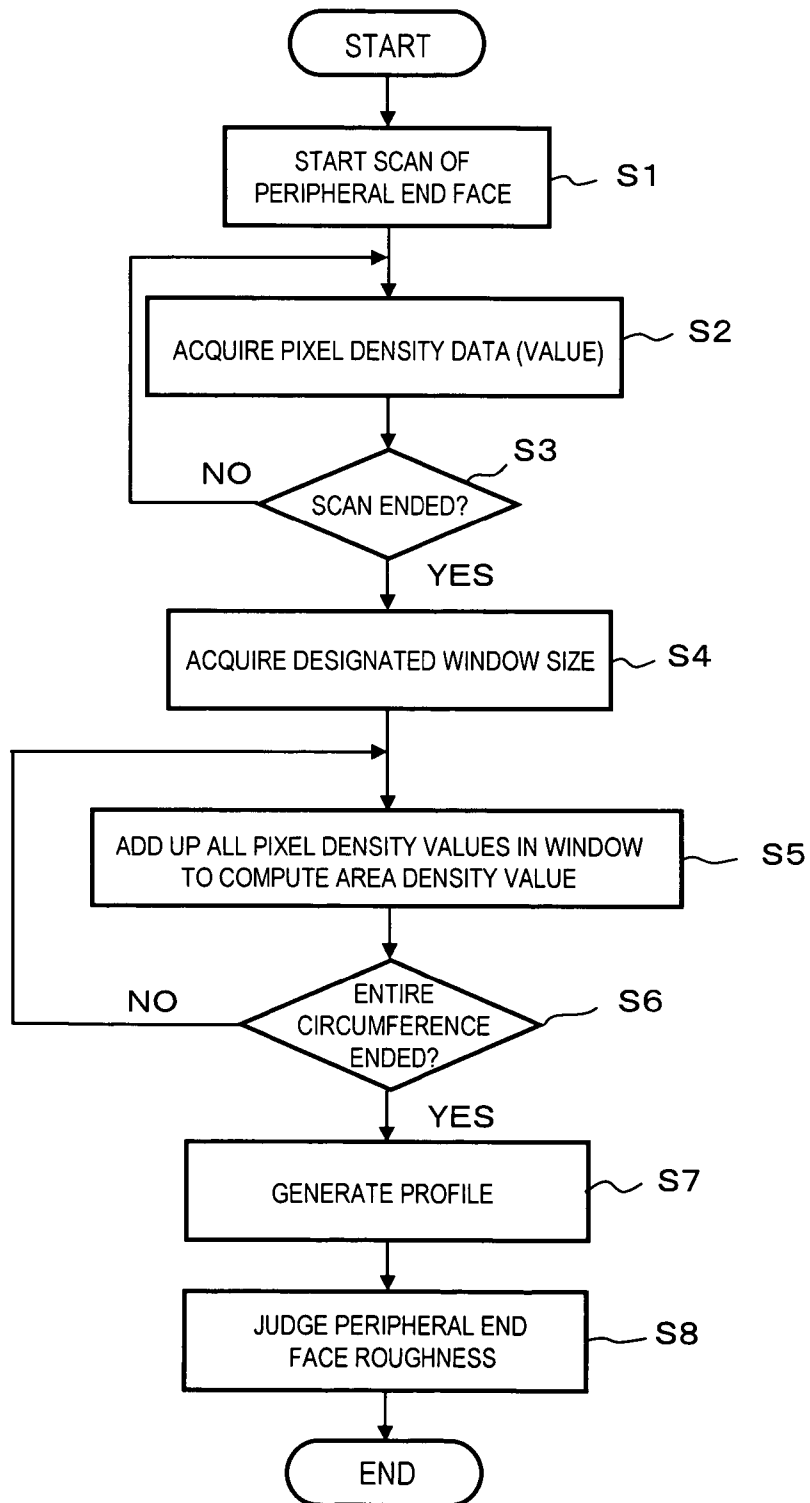 START
START SCAN OF
PERIPHERAL END FACE
S1
ACQUIRE PIXEL DENSITY DATA (VALUE)
S2
S3
NO
SCAN ENDED?
YES
ACQUIRE DESIGNATED WINDOW SIZE
S4
ADD UP ALL PIXEL DENSITY VALUES IN WINDOW
TO COMPUTE AREA DENSITY VALUE
S5
NO
ENTIRE
CIRCUMFERENCE
ENDED?
S6
YES
GENERATE PROFILE
S7
JUDGE PERIPHERAL END
FACE ROUGHNESS
S8
END